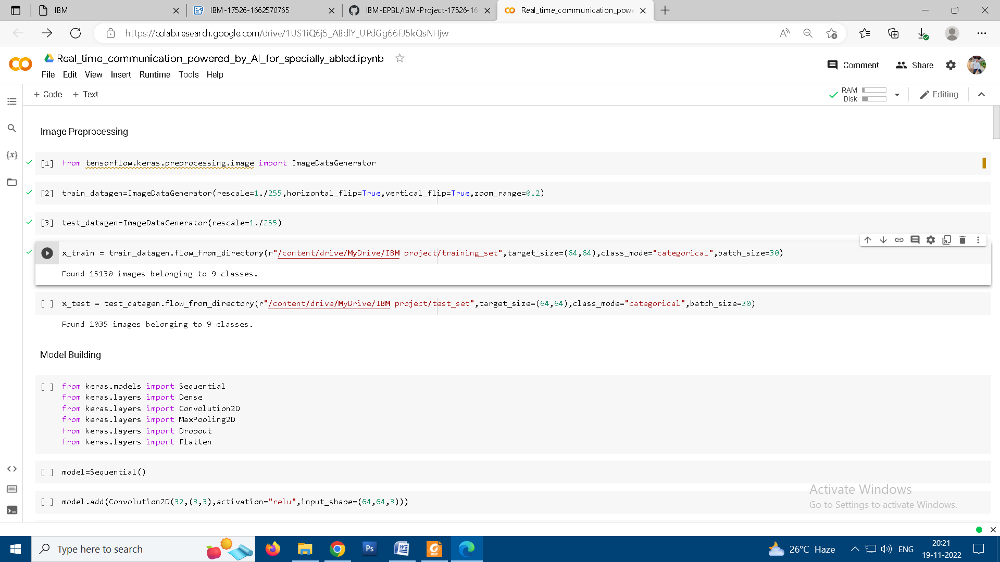 IBM
IBM-17526-1662570765
IBM-EPBL/IBM-Project-17526-16
Real_time_communication_powe
https://colab.research.google.com/drive/1US1iQ6j5_ABdlY_UPdGg66FJ5kQsNHjw
Real_time_communication_powered_by_AI_for_specially_abled.ipynb
File Edit View Insert Runtime Tools Help
Comment
Share
+ Code + Text
RAM
Disk
Editing
Image Preprocessing
[1] from tensorflow.keras.preprocessing.image import ImageDataGenerator
[2] train_datagen=ImageDataGenerator(rescale=1./255,horizontal_flip=True,vertical_flip=True,zoom_range=0.2)
[3] test_datagen=ImageDataGenerator(rescale=1./255)
x_train = train_datagen.flow_from_directory(r"/content/drive/MyDrive/IBM project/training_set",target_size=(64,64),class_mode="categorical",batch_size=30)
Found 15130 images belonging to 9 classes.
[ ] x_test = test_datagen.flow_from_directory(r"/content/drive/MyDrive/IBM project/test_set",target_size=(64,64),class_mode="categorical",batch_size=30)
Found 1035 images belonging to 9 classes.
Model Building
[ ] from keras.models import Sequential
from keras.layers import Dense
from keras.layers import Convolution2D
from keras.layers import MaxPooling2D
from keras.layers import Dropout
from keras.layers import Flatten
[ ] model=Sequential()
[ ] model.add(Convolution2D(32,(3,3),activation="relu",input_shape=(64,64,3)))
Activate Windows
Go to Settings to activate Windows.
Type here to search
Ps
26°C Haze
ENG
20:21
19-11-2022